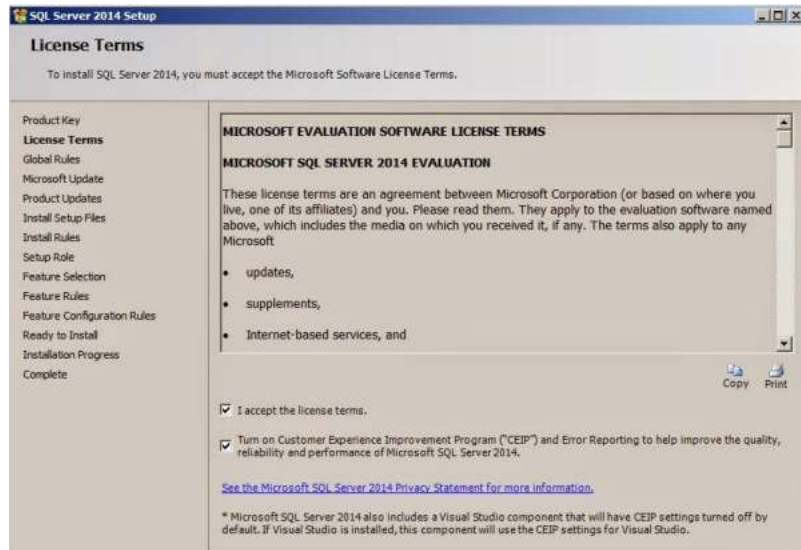 SQL Server 2014 Setup
License Terms
To install SQL Server 2014, you must accept the Microsoft Software License Terms.
Product Key
License Terms
Global Rules
Microsoft Update
Product Updates
Install Setup Files
Install Rules
Setup Role
Feature Selection
Feature Rules
Feature Configuration Rules
Ready to Install
Installation Progress
Complete
MICROSOFT EVALUATION SOFTWARE LICENSE TERMS
MICROSOFT SQL SERVER 2014 EVALUATION
These license terms are an agreement between Microsoft Corporation (or based on where you
live, one of its affiliates) and you. Please read them. They apply to the evaluation software named
above, which includes the media on which you received it, if any. The terms also apply to any
Microsoft
• updates,
• supplements,
• Internet-based services, and
Copy Print
I accept the license terms.
Turn on Customer Experience Improvement Program ("CEIP") and Error Reporting to help improve the quality,
reliability and performance of Microsoft SQL Server 2014.
See the Microsoft SQL Server 2014 Privacy Statement for more information.
* Microsoft SQL Server 2014 also includes a Visual Studio component that will have CEIP settings turned off by
default. If Visual Studio is installed, this component will use the CEIP settings for Visual Studio.